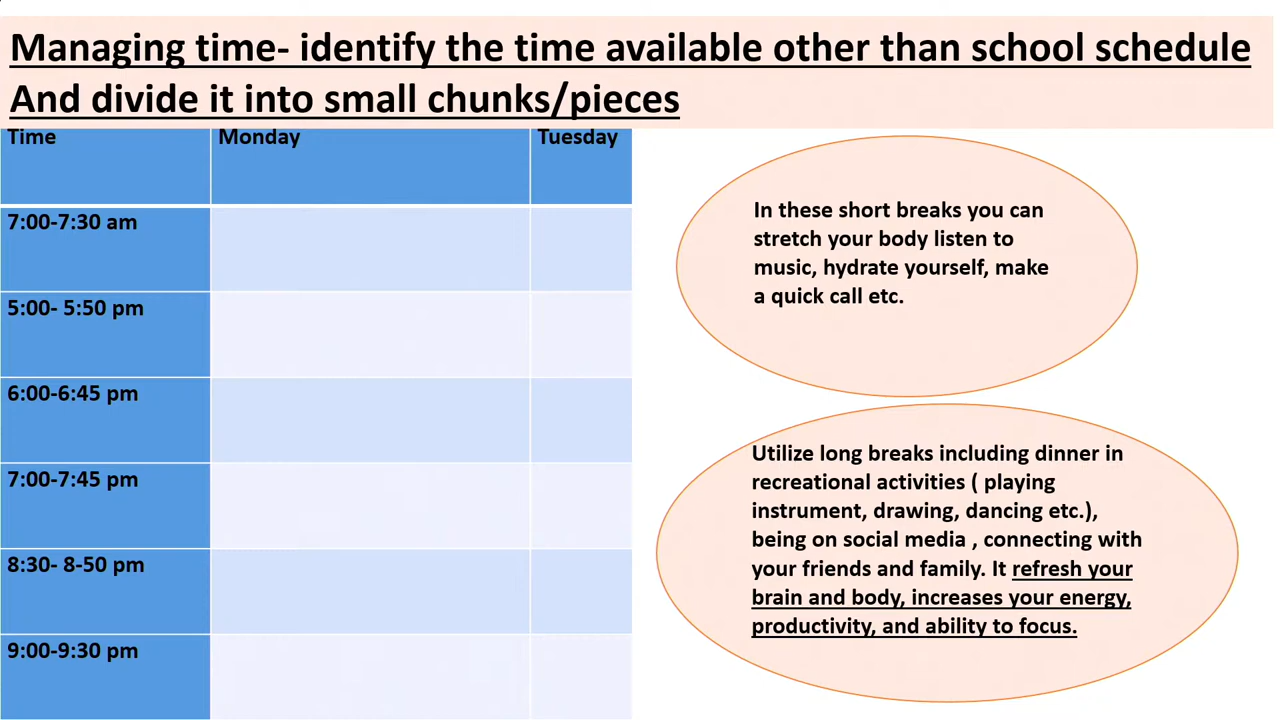 Managing time- identify the time available other than school schedule
And divide it into small chunks/pieces
Time Monday Tuesday
7:00-7:30 am
5:00- 5:50 pm
6:00-6:45 pm
7:00-7:45 pm
8:30- 8-50 pm
9:00-9:30 pm
In these short breaks you can
stretch your body listen to
music, hydrate yourself, make
a quick call etc.
Utilize long breaks including dinner in
recreational activities ( playing
instrument, drawing, dancing etc.),
being on social media , connecting with
your friends and family. It refresh your
brain and body, increases your energy,
productivity, and ability to focus.